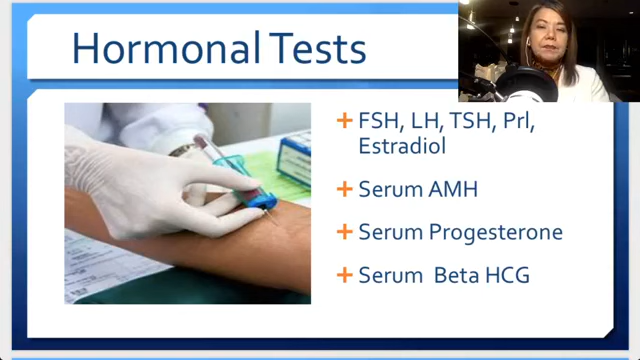 Hormonal Tests
FSH, LH, TSH, Prl,
Estradiol
Serum AMH
Serum Progesterone
Serum Beta HCG